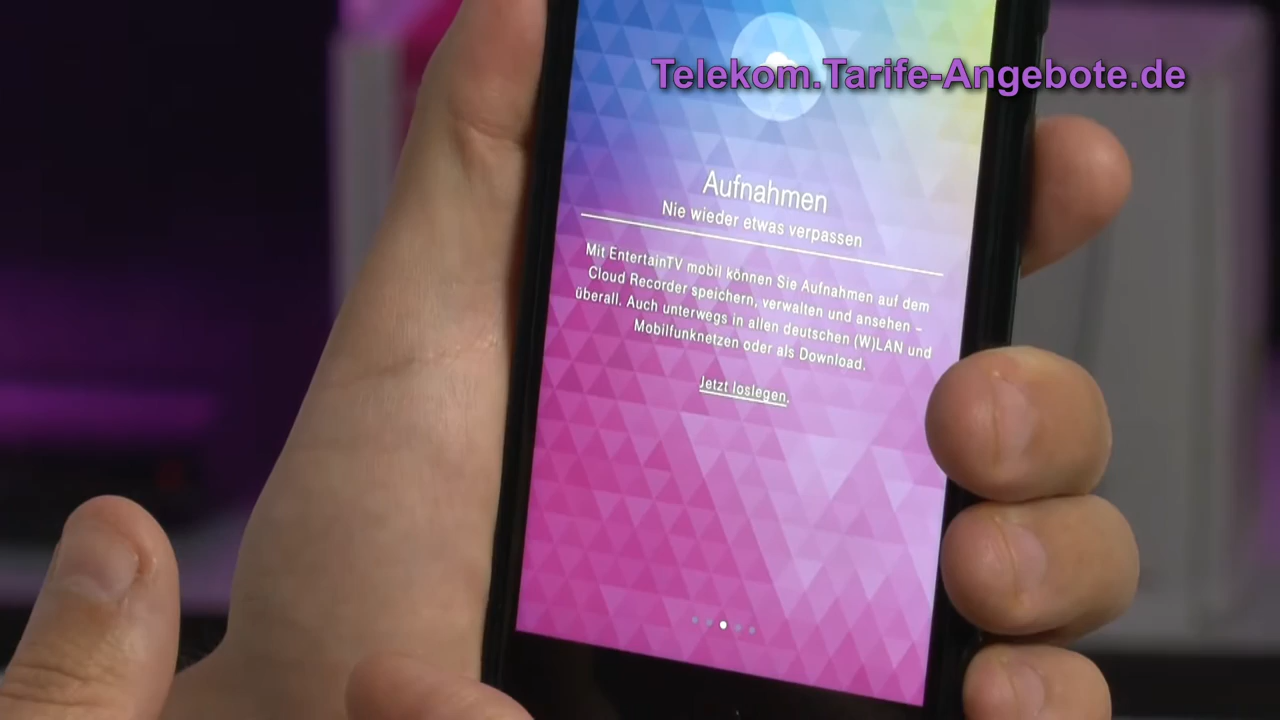 Telekom.Tarife-Angebote.de
Aufnahmen
Nie wieder etwas verpassen
Mit EntertainTV mobil können Sie Aufnahmen auf dem
Cloud Recorder speichern, verwalten und ansehen –
überall. Auch unterwegs in allen deutschen (W)LAN und
Mobilfunknetzen oder als Download.
Jetzt loslegen.